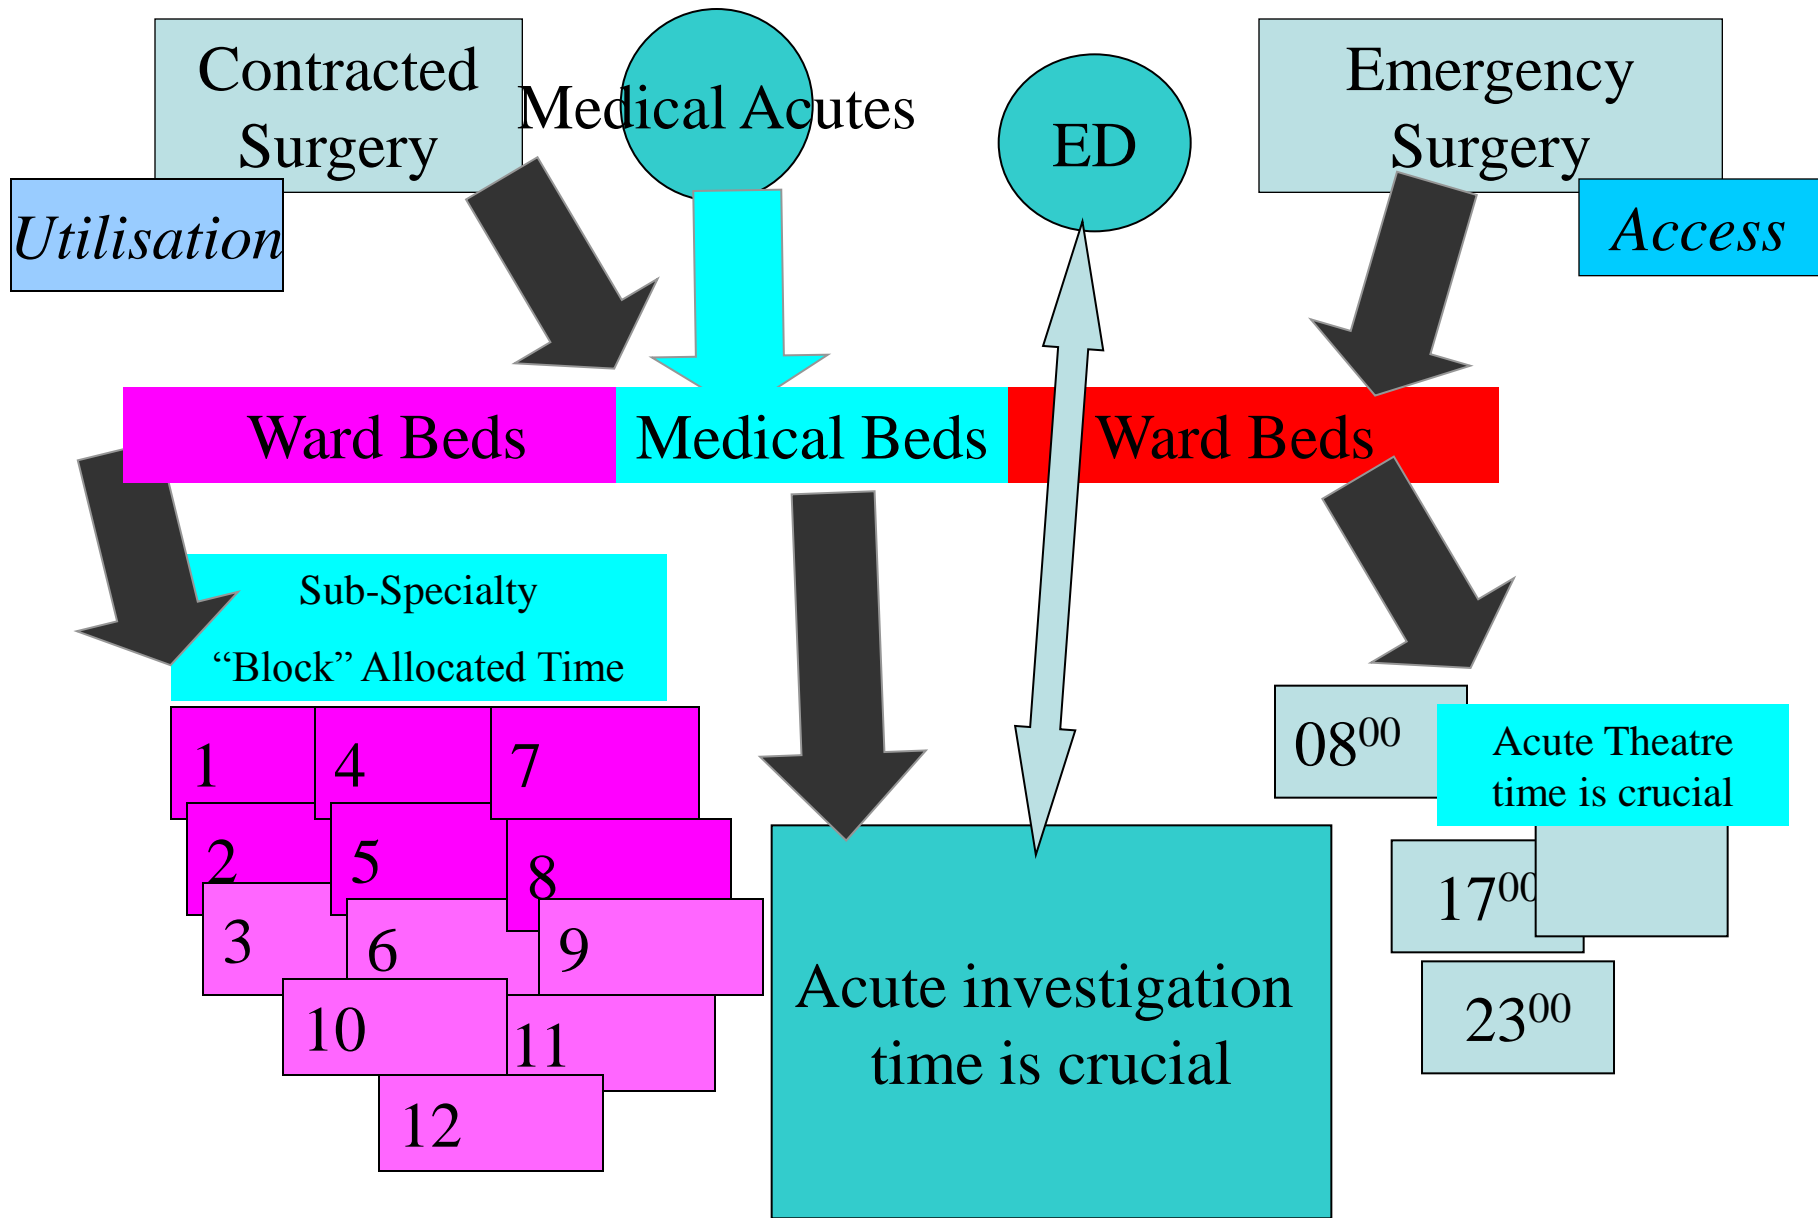 Contracted
Surgery
Utilisation
Medical Acutes
ED
Emergency
Surgery
Access
Ward Beds
Medical Beds
Ward Beds
Sub-Specialty
“Block” Allocated Time
1
4
7
2
5
8
3
6
9
10
11
12
Acute investigation
time is crucial
08⁰⁰
Acute Theatre
time is crucial
17⁰⁰
23⁰⁰